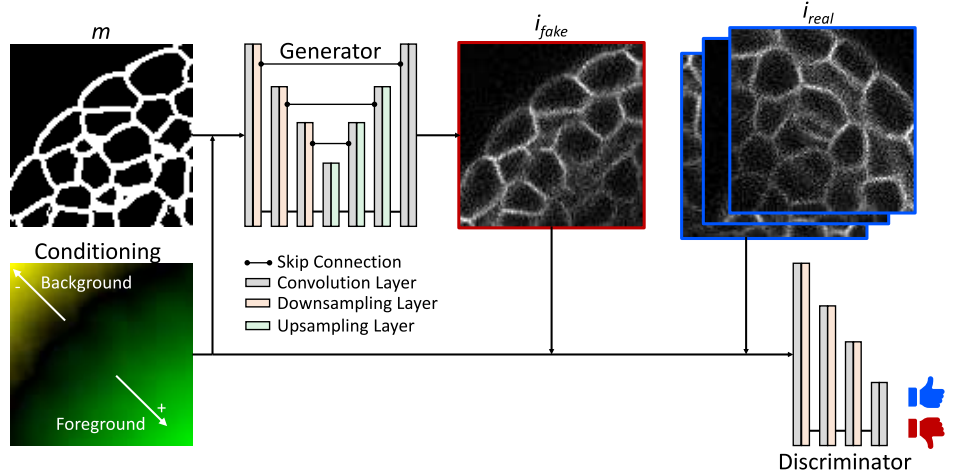 m
Generator
i_fake
i_real
Conditioning
Background
-
+
Foreground
Skip Connection
Convolution Layer
Downsampling Layer
Upsampling Layer
Discriminator